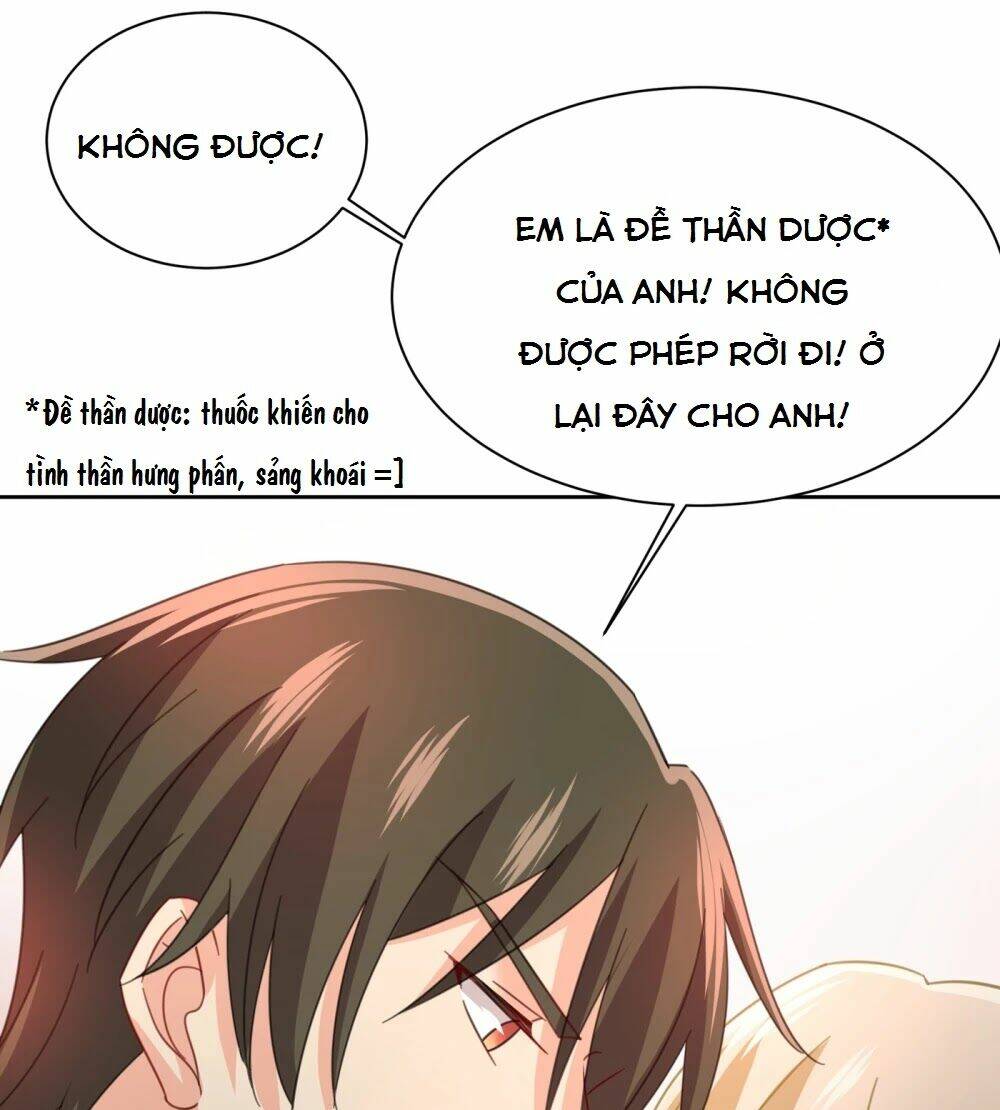 KHÔNG ĐƯỢC!
EM LÀ ĐỀ THẦN DƯỢC*
CỦA ANH! KHÔNG
ĐƯỢC PHÉP RỜI ĐI! Ở
LẠI ĐÂY CHO ANH!
*Đề thần dược: thuốc khiến cho
tình thần hưng phấn, sảng khoái =]